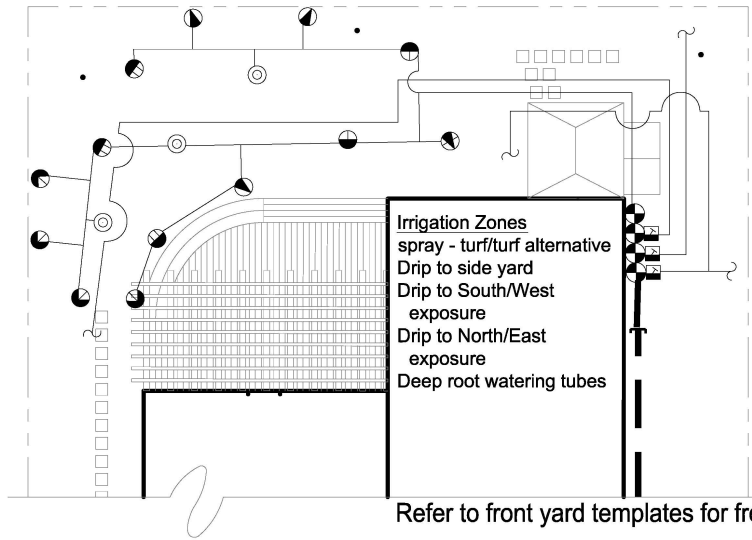 Irrigation Zones
spray - turf/turf alternative
Drip to side yard
Drip to South/West
exposure
Drip to North/East
exposure
Deep root watering tubes
Refer to front yard templates for